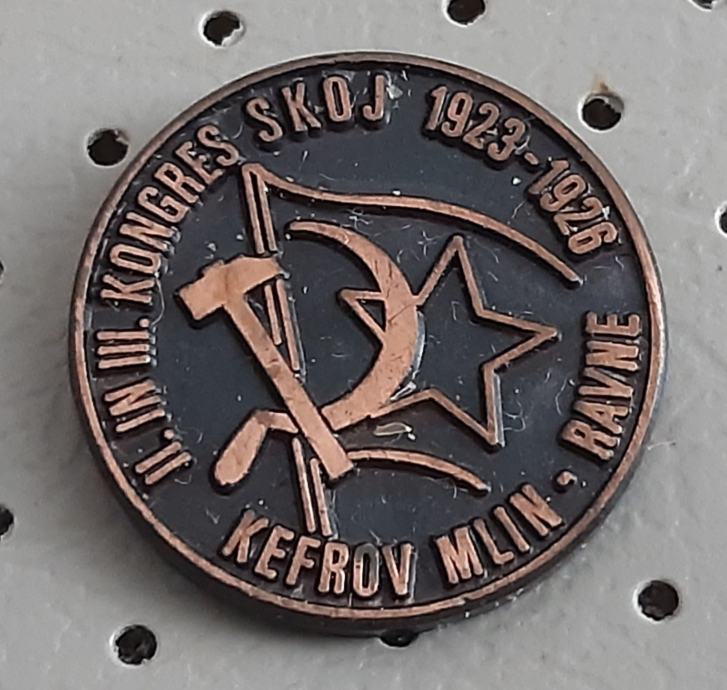 II. IN III. KONGRES SKOJ 1923-1926
KEFROV MLIN - RAVNE